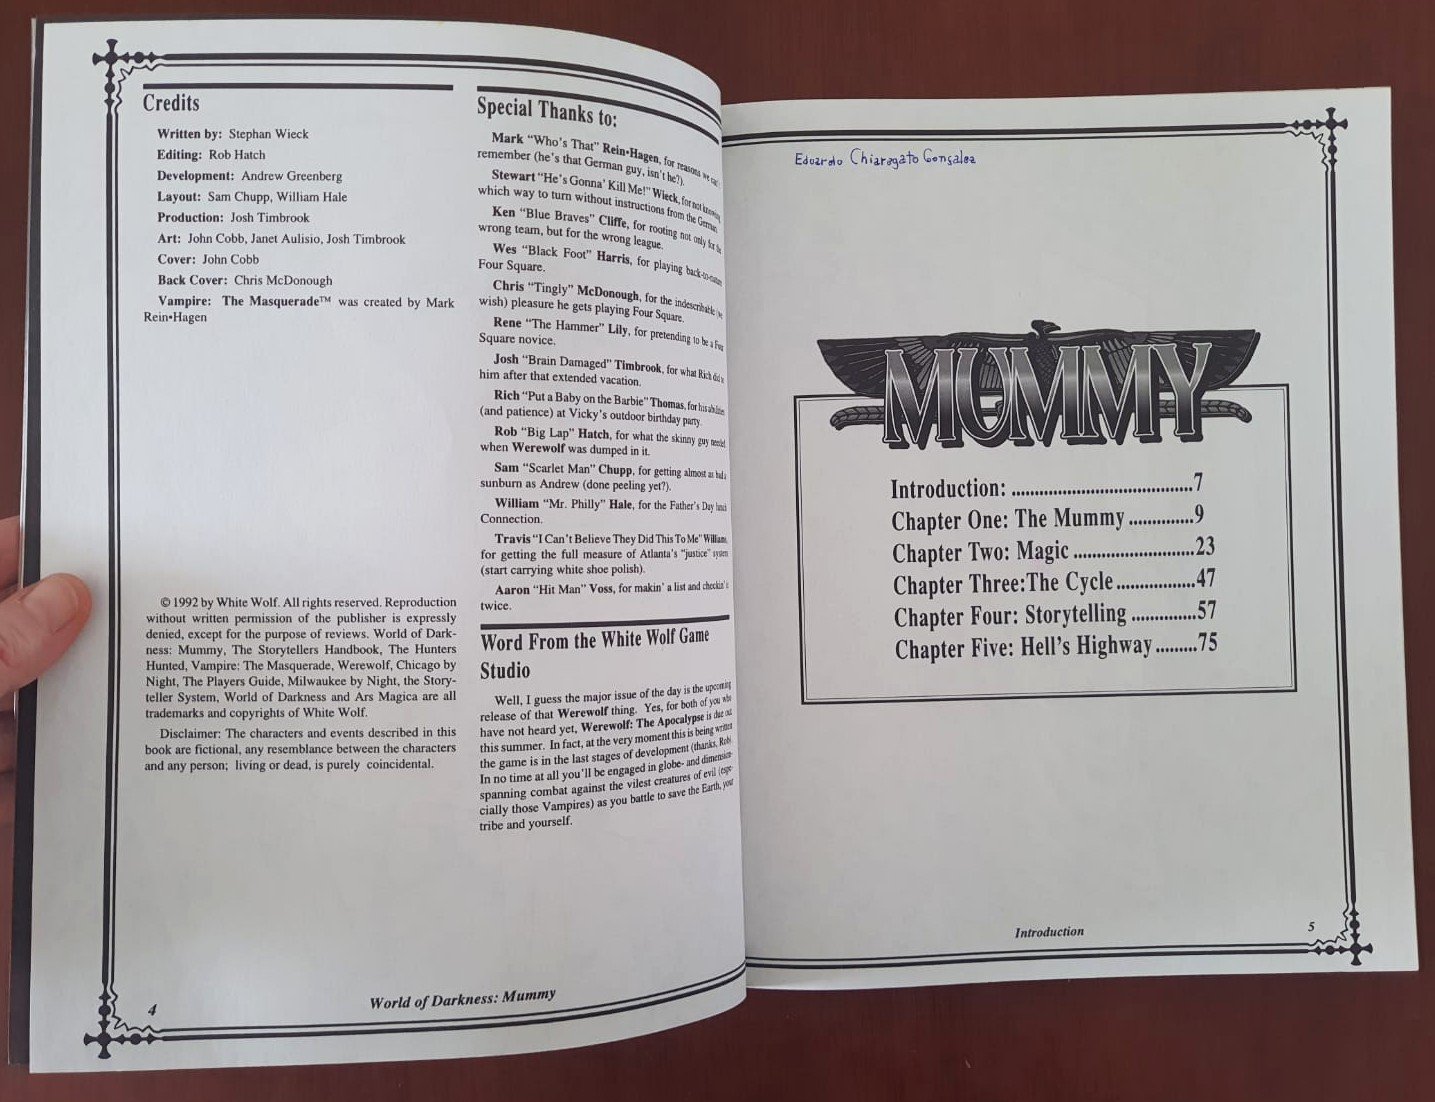 Credits
Written by: Stephan Wieck
Editing: Rob Hatch
Development: Andrew Greenberg
Layout: Sam Chupp, William Hale
Production: Josh Timbrook
Art: John Cobb, Janet Aulisio, Josh Timbrook
Cover: John Cobb
Back Cover: Chris McDonough
Vampire: The Masquerade™ was created by Mark
Rein•Hagen
© 1992 by White Wolf. All rights reserved. Reproduction
without written permission of the publisher is expressly
denied, except for the purpose of reviews. World of Dark-
ness: Mummy, The Storytellers Handbook, The Hunters
Hunted, Vampire: The Masquerade, Werewolf, Chicago by
Night, The Players Guide, Milwaukee by Night, the Story-
teller System, World of Darkness and Ars Magica are all
trademarks and copyrights of White Wolf.
Disclaimer: The characters and events described in this
book are fictional, any resemblance between the characters
and any person; living or dead, is purely coincidental.
Special Thanks to:
Mark "Who's That" Rein•Hagen, for reasons we can't
remember (he's that German guy, isn't he?).
Stewart "He's Gonna' Kill Me!" Wieck, for not knowing
which way to turn without instructions from the German.
Ken "Blue Braves" Cliffe, for rooting not only for the
wrong team, but for the wrong league.
Wes "Black Foot" Harris, for playing back-to-nature
Four Square.
Chris "Tingly" McDonough, for the indescribable (we
wish) pleasure he gets playing Four Square.
Rene "The Hammer" Lily, for pretending to be a Four
Square novice.
Josh "Brain Damaged" Timbrook, for what Rich did to
him after that extended vacation.
Rich "Put a Baby on the Barbie" Thomas, for his abilities
(and patience) at Vicky's outdoor birthday party.
Rob "Big Lap" Hatch, for what the skinny guy needed
when Werewolf was dumped in it.
Sam "Scarlet Man" Chupp, for getting almost as bad a
sunburn as Andrew (done peeling yet?).
William "Mr. Philly" Hale, for the Father's Day lunch
Connection.
Travis "I Can't Believe They Did This To Me" Williams,
for getting the full measure of Atlanta's "justice" system
(start carrying white shoe polish).
Aaron "Hit Man" Voss, for makin' a list and checkin' it
twice.
Word From the White Wolf Game
Studio
Well, I guess the major issue of the day is the upcoming
release of that Werewolf thing. Yes, for both of you who
have not heard yet, Werewolf: The Apocalypse is due out
this summer. In fact, at the very moment this is being written
the game is in the last stages of development (thanks, Rob).
In no time at all you'll be engaged in globe- and dimension-
spanning combat against the vilest creatures of evil (espe-
cially those Vampires) as you battle to save the Earth, your
tribe and yourself.
4
World of Darkness: Mummy
Eduardo Chiaregato Gonsalez
MUMMY
Introduction: .......................................7
Chapter One: The Mummy ..............9
Chapter Two: Magic ..........................23
Chapter Three:The Cycle .................47
Chapter Four: Storytelling ..............57
Chapter Five: Hell's Highway .........75
Introduction
5